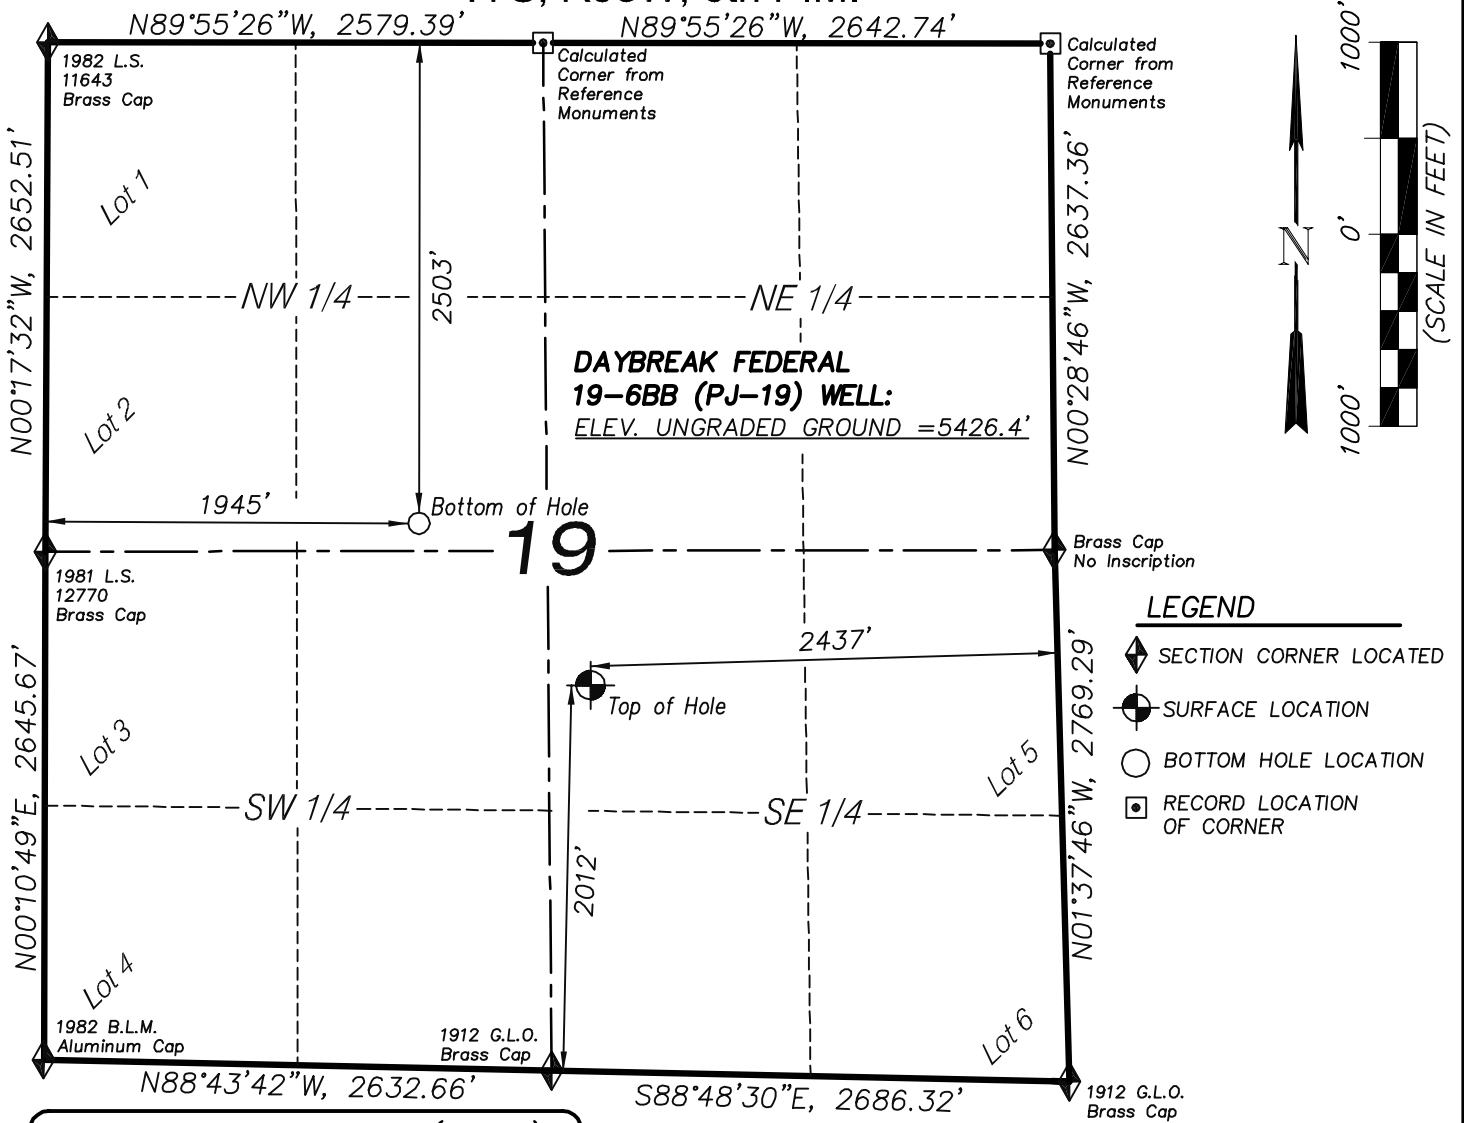 N89°55'26"W, 2579.39'
N89°55'26"W, 2642.74'
1982 L.S.
11643
Brass Cap
Calculated
Corner from
Reference
Monuments
Calculated
Corner from
Reference
Monuments
N00°17'32"W, 2652.51'
Lot 1
NW 1/4
2503'
NE 1/4
N00°28'46"W, 2637.36'
1000'
0'
1000'
(SCALE IN FEET)
N
DAYBREAK FEDERAL
19-6BB (PJ-19) WELL:
ELEV. UNGRADED GROUND =5426.4'
Lot 2
1945'
Bottom of Hole
19
1981 L.S.
12770
Brass Cap
Brass Cap
No Inscription
LEGEND
SECTION CORNER LOCATED
SURFACE LOCATION
BOTTOM HOLE LOCATION
RECORD LOCATION
OF CORNER
2437'
Top of Hole
N00°10'49"E, 2645.67'
Lot 3
SW 1/4
SE 1/4
Lot 5
N01°37'46"W, 2769.29'
2012'
Lot 4
Lot 6
1982 B.L.M.
Aluminum Cap
1912 G.L.O.
Brass Cap
1912 G.L.O.
Brass Cap
N88°43'42"W, 2632.66'
S88°48'30"E, 2686.32'